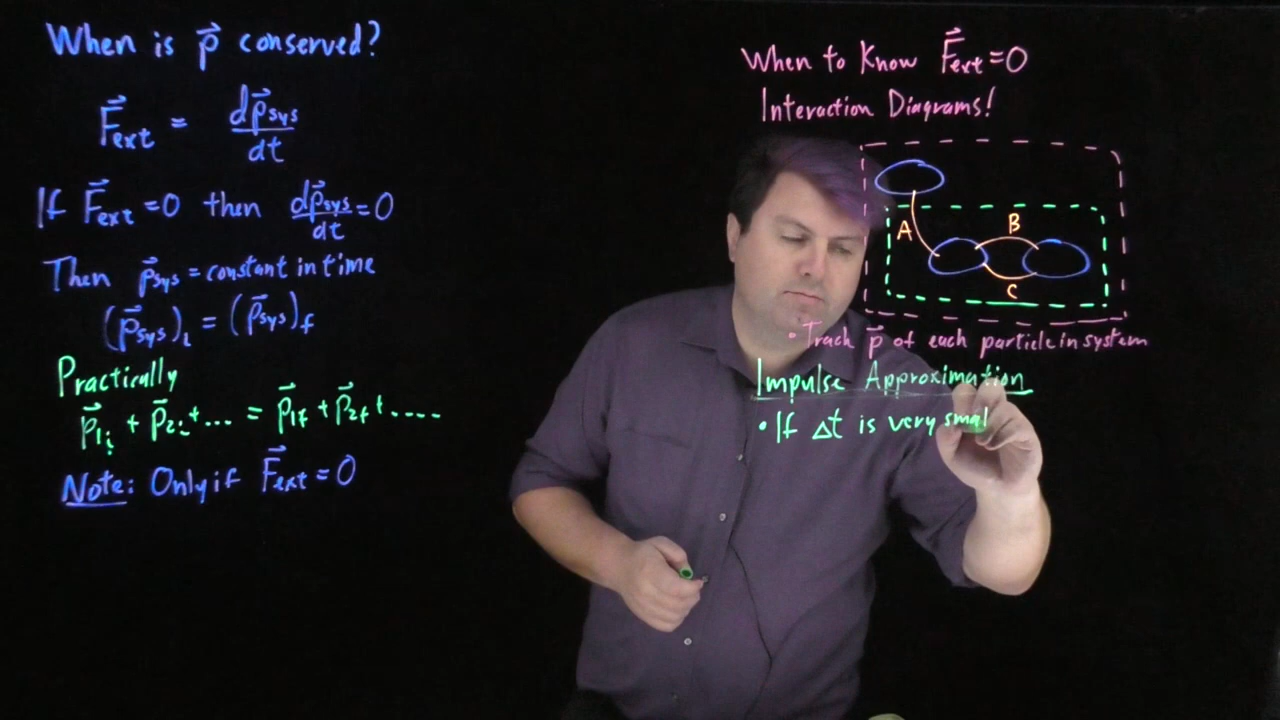 When is p⃗ conserved?
F⃗ext = dp⃗sys/dt
If F⃗ext = 0 then dp⃗sys/dt = 0
Then p⃗sys = constant in time
(p⃗sys)i = (p⃗sys)f
Practically
p⃗1i + p⃗2i + ... = p⃗1f + p⃗2f + ....
Note: Only if F⃗ext = 0
When to Know F⃗ext = 0
Interaction Diagrams!
A
B
C
• Track p⃗ of each particle in system
Impulse Approximation
• If Δt is very small